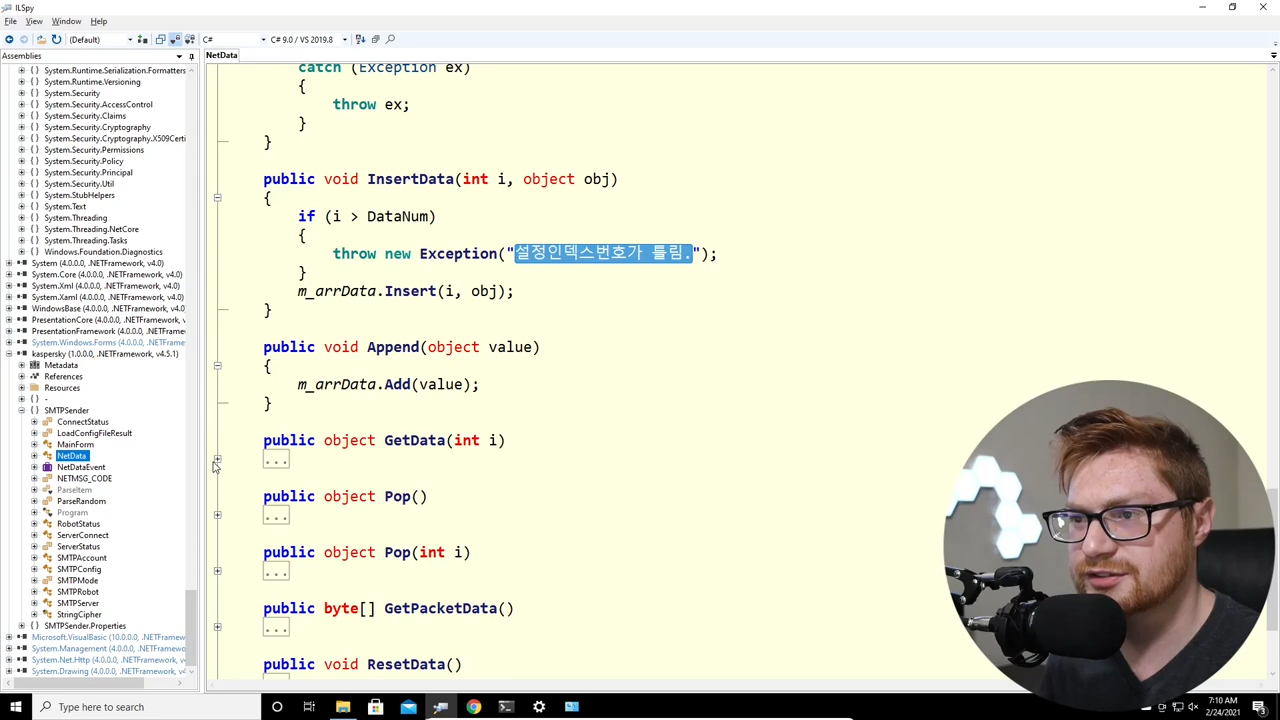 ILSpy
File View Window Help
(Default) C# C# 9.0 / VS 2019.8
Assemblies
NetData
System.Runtime.Serialization.Formatters
System.Runtime.Versioning
System.Security
System.Security.AccessControl
System.Security.Claims
System.Security.Cryptography
System.Security.Cryptography.X509Certi
System.Security.Permissions
System.Security.Policy
System.Security.Principal
System.Security.Util
System.StubHelpers
System.Text
System.Threading
System.Threading.NetCore
System.Threading.Tasks
Windows.Foundation.Diagnostics
System (4.0.0.0, .NETFramework, v4.0)
System.Core (4.0.0.0, .NETFramework, v4
System.Xml (4.0.0.0, .NETFramework, v4.
System.Xaml (4.0.0.0, .NETFramework, v4
WindowsBase (4.0.0.0, .NETFramework, v
PresentationCore (4.0.0.0, .NETFramewor
PresentationFramework (4.0.0.0, .NETFran
System.Windows.Forms (4.0.0.0, .NETFram
kaspersky (1.0.0.0, .NETFramework, v4.5.1)
Metadata
References
Resources
-
SMTPSender
ConnectStatus
LoadConfigFileResult
MainForm
NetData
NetDataEvent
NETMSG_CODE
ParseItem
ParseRandom
Program
RobotStatus
ServerConnect
ServerStatus
SMTPAccount
SMTPConfig
SMTPMode
SMTPRobot
SMTPServer
StringCipher
SMTPSender.Properties
Microsoft.VisualBasic (10.0.0.0, .NETFramew
System.Management (4.0.0.0, .NETFramew
System.Net.Http (4.0.0.0, .NETFramework,
System.Drawing (4.0.0.0, .NETFramework, v4
catch (Exception ex)
{
throw ex;
}
}
public void InsertData(int i, object obj)
{
if (i > DataNum)
{
throw new Exception("설정인덱스번호가 틀림.");
}
m_arrData.Insert(i, obj);
}
public void Append(object value)
{
m_arrData.Add(value);
}
public object GetData(int i)
...
public object Pop()
...
public object Pop(int i)
...
public byte[] GetPacketData()
...
public void ResetData()
Type here to search
7:10 AM
2/24/2021